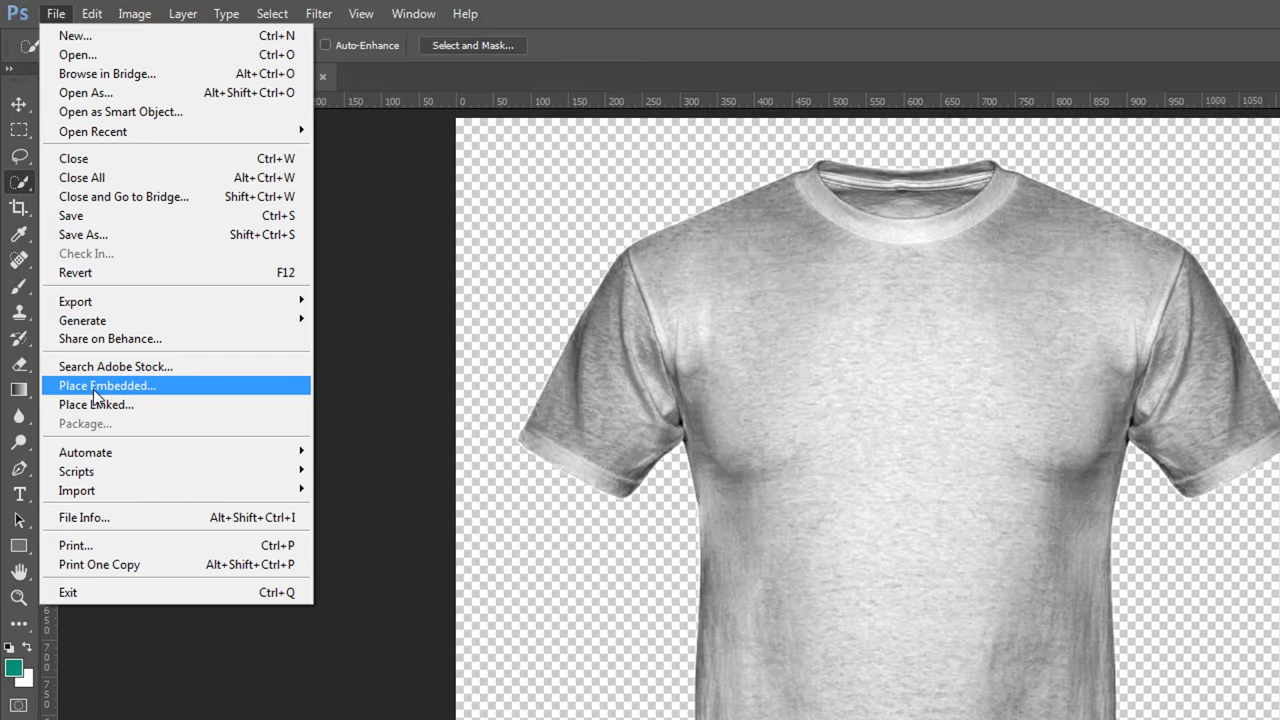 Ps File Edit Image Layer Type Select Filter View Window Help
Auto-Enhance Select and Mask...
200 150 100 50 0 50 100 150 200 250 300 350 400 450 500 550 600 650 700 750 800 850 900 950 1000 1050
New... Ctrl+N
Open... Ctrl+O
Browse in Bridge... Alt+Ctrl+O
Open As... Alt+Shift+Ctrl+O
Open as Smart Object...
Open Recent
Close Ctrl+W
Close All Alt+Ctrl+W
Close and Go to Bridge... Shift+Ctrl+W
Save Ctrl+S
Save As... Shift+Ctrl+S
Check In...
Revert F12
Export
Generate
Share on Behance...
Search Adobe Stock...
Place Embedded...
Place Linked...
Package...
Automate
Scripts
Import
File Info... Alt+Shift+Ctrl+I
Print... Ctrl+P
Print One Copy Alt+Shift+Ctrl+P
Exit Ctrl+Q
650
700
750